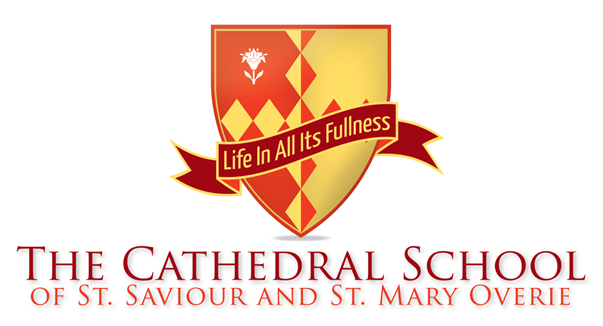 Life In All Its Fullness
THE CATHEDRAL SCHOOL
OF ST. SAVIOUR AND ST. MARY OVERIE